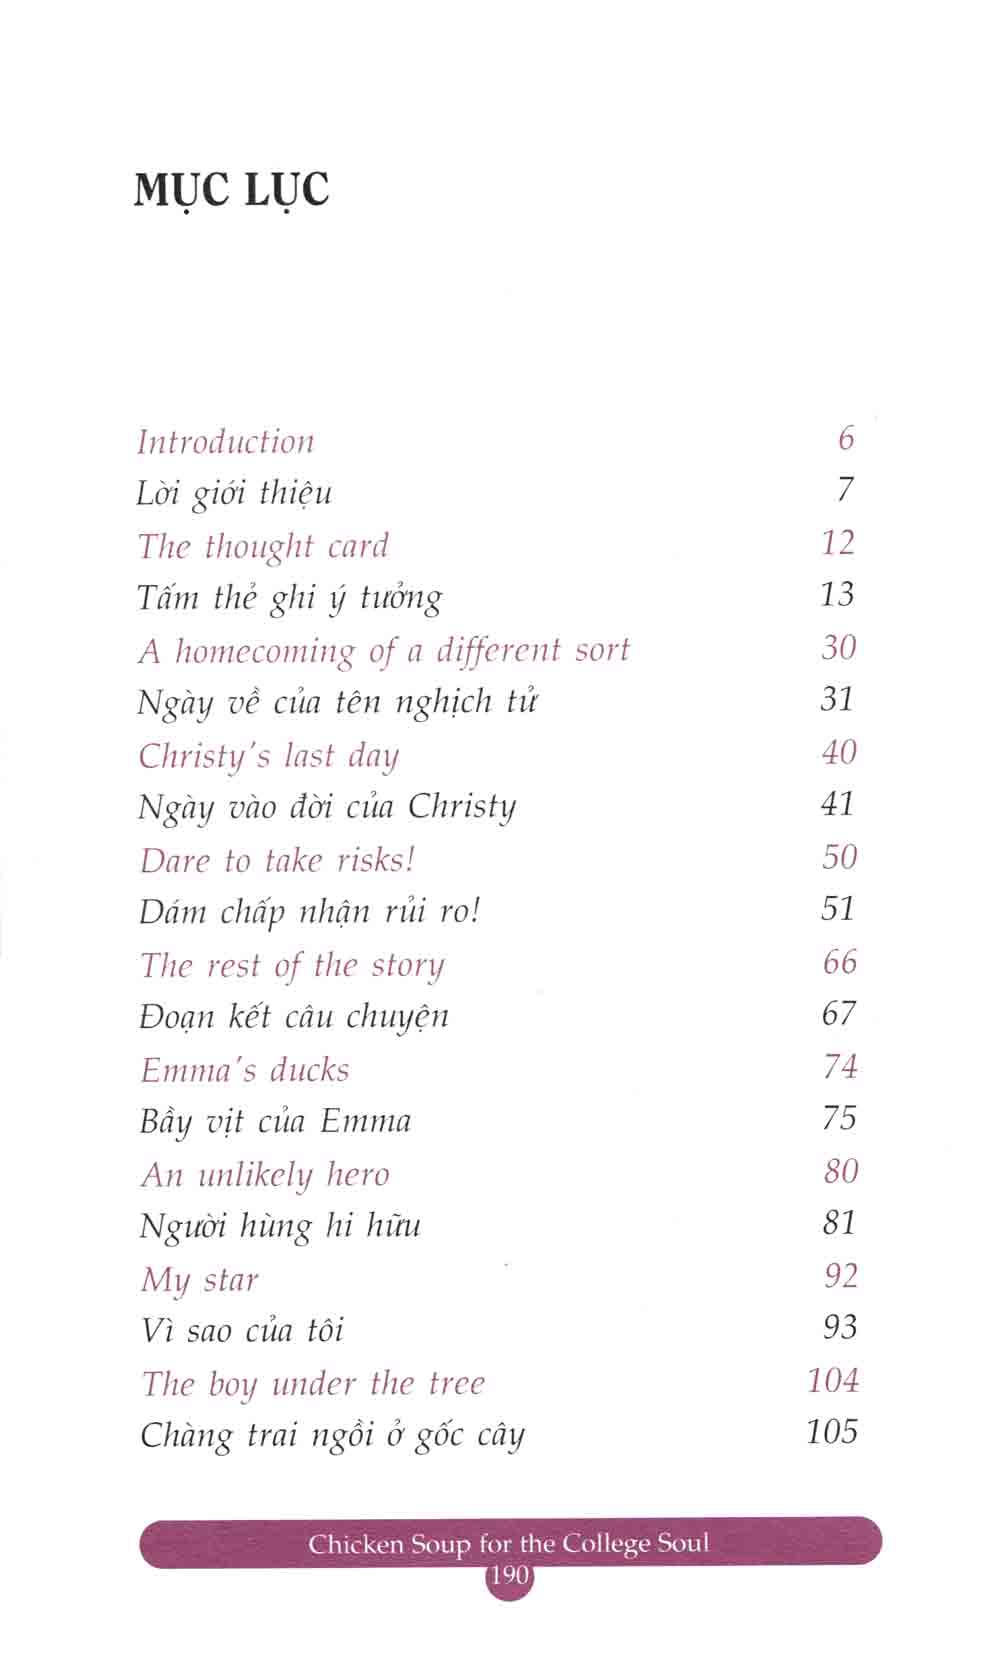 MỤC LỤC
Introduction 6
Lời giới thiệu 7
The thought card 12
Tấm thẻ ghi ý tưởng 13
A homecoming of a different sort 30
Ngày về của tên nghịch tử 31
Christy's last day 40
Ngày vào đời của Christy 41
Dare to take risks! 50
Dám chấp nhận rủi ro! 51
The rest of the story 66
Đoạn kết câu chuyện 67
Emma's ducks 74
Bầy vịt của Emma 75
An unlikely hero 80
Người hùng hi hữu 81
My star 92
Vì sao của tôi 93
The boy under the tree 104
Chàng trai ngồi ở gốc cây 105
Chicken Soup for the College Soul
190